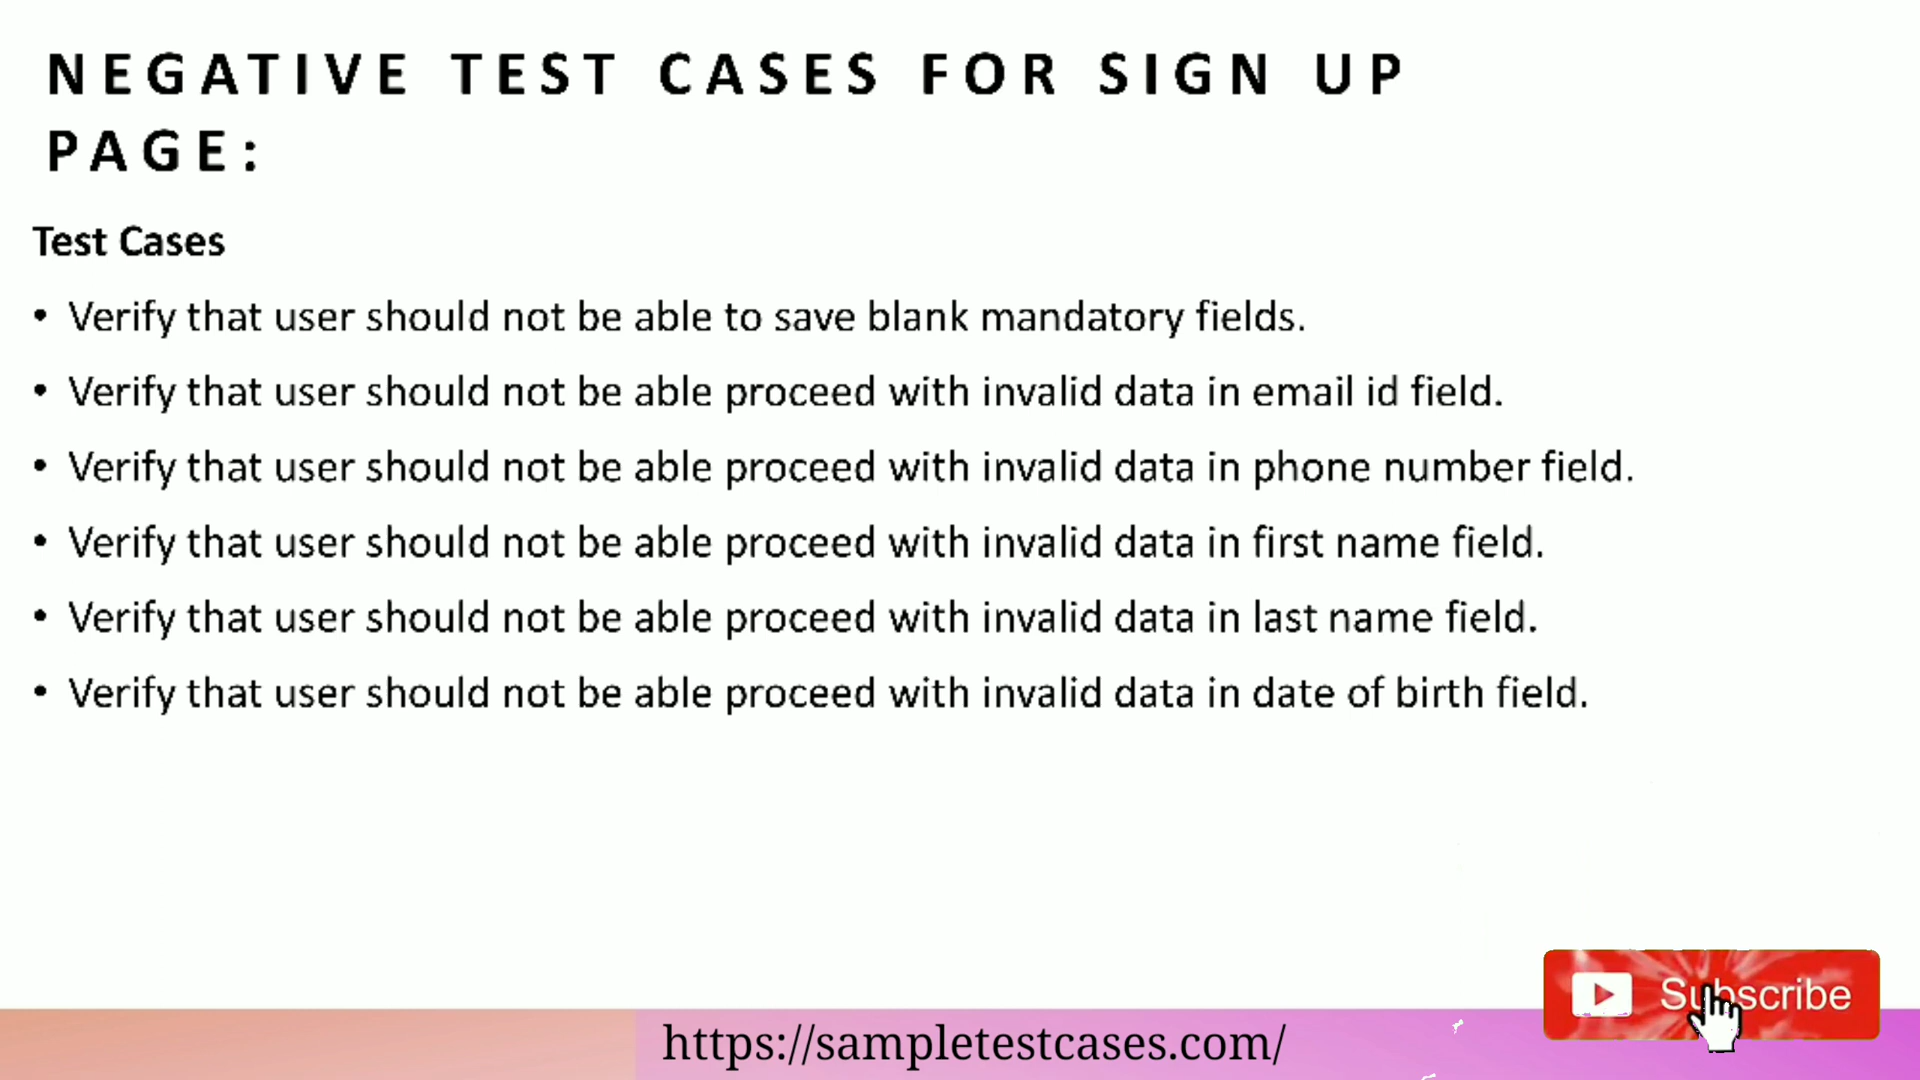 NEGATIVE TEST CASES FOR SIGN UP
PAGE:
Test Cases
• Verify that user should not be able to save blank mandatory fields.
• Verify that user should not be able proceed with invalid data in email id field.
• Verify that user should not be able proceed with invalid data in phone number field.
• Verify that user should not be able proceed with invalid data in first name field.
• Verify that user should not be able proceed with invalid data in last name field.
• Verify that user should not be able proceed with invalid data in date of birth field.
Subscribe
https://sampletestcases.com/